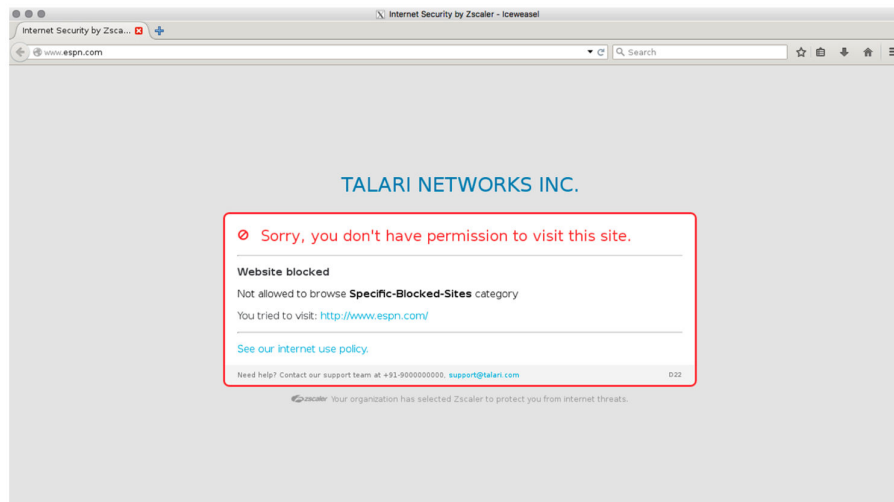 Internet Security by Zscaler - Iceweasel
Internet Security by Zsca...
www.espn.com
Search
TALARI NETWORKS INC.
Sorry, you don't have permission to visit this site.
Website blocked
Not allowed to browse Specific-Blocked-Sites category
You tried to visit: http://www.espn.com/
See our internet use policy.
Need help? Contact our support team at +91-9000000000, support@talari.com D22
zscaler Your organization has selected Zscaler to protect you from internet threats.